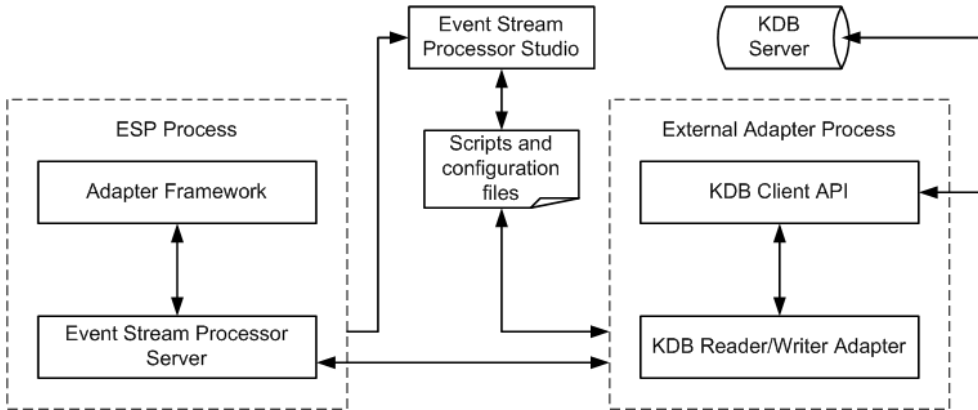 Event Stream
Processor Studio
KDB
Server
ESP Process
Scripts and
configuration
files
External Adapter Process
Adapter Framework
KDB Client API
Event Stream Processor
Server
KDB Reader/Writer Adapter